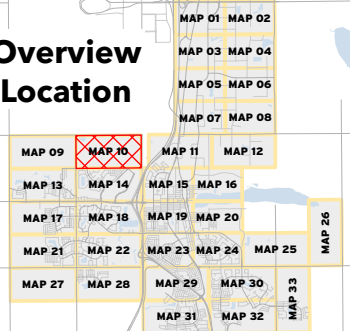 MAP 01 MAP 02
Overview
MAP 03 MAP 04
Location
MAP 05 MAP 06
MAP 07 MAP 08
MAP 09 MAP 10 MAP 11 MAP 12
MAP 13 MAP 14 MAP 15 MAP 16
MAP 17 MAP 18 MAP 19 MAP 20
MAP 26
MAP 21 MAP 22 MAP 23 MAP 24 MAP 25
MAP 27 MAP 28 MAP 29 MAP 30
MAP 33
MAP 31 MAP 32